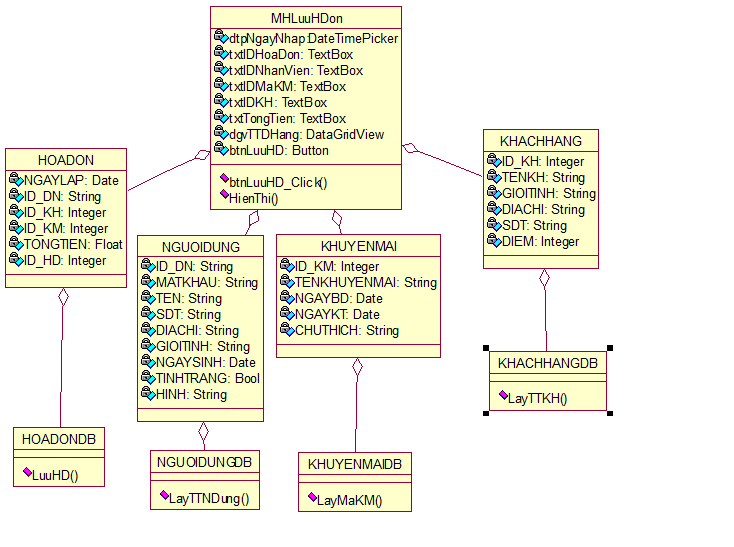 MHLuuHDon
dtpNgayNhap:DateTimePicker
txtIDHoaDon: TextBox
txtIDNhanVien: TextBox
txtIDMaKM: TextBox
txtIDKH: TextBox
txtTongTien: TextBox
dgvTTDHang: DataGridView
btnLuuHD: Button
btnLuuHD_Click()
HienThi()
HOADON
NGAYLAP: Date
ID_DN: String
ID_KH: Integer
ID_KM: Integer
TONGTIEN: Float
ID_HD: Integer
KHACHHANG
ID_KH: Integer
TENKH: String
GIOITINH: String
DIACHI: String
SDT: String
DIEM: Integer
NGUOIDUNG
ID_DN: String
MATKHAU: String
TEN: String
SDT: String
DIACHI: String
GIOITINH: String
NGAYSINH: Date
TINHTRANG: Bool
HINH: String
KHUYENMAI
ID_KM: Integer
TENKHUYENMAI: String
NGAYBD: Date
NGAYKT: Date
CHUTHICH: String
KHACHHANGDB
LayTTKH()
HOADONDB
LuuHD()
NGUOIDUNGDB
LayTTNDung()
KHUYENMAIDB
LayMaKM()